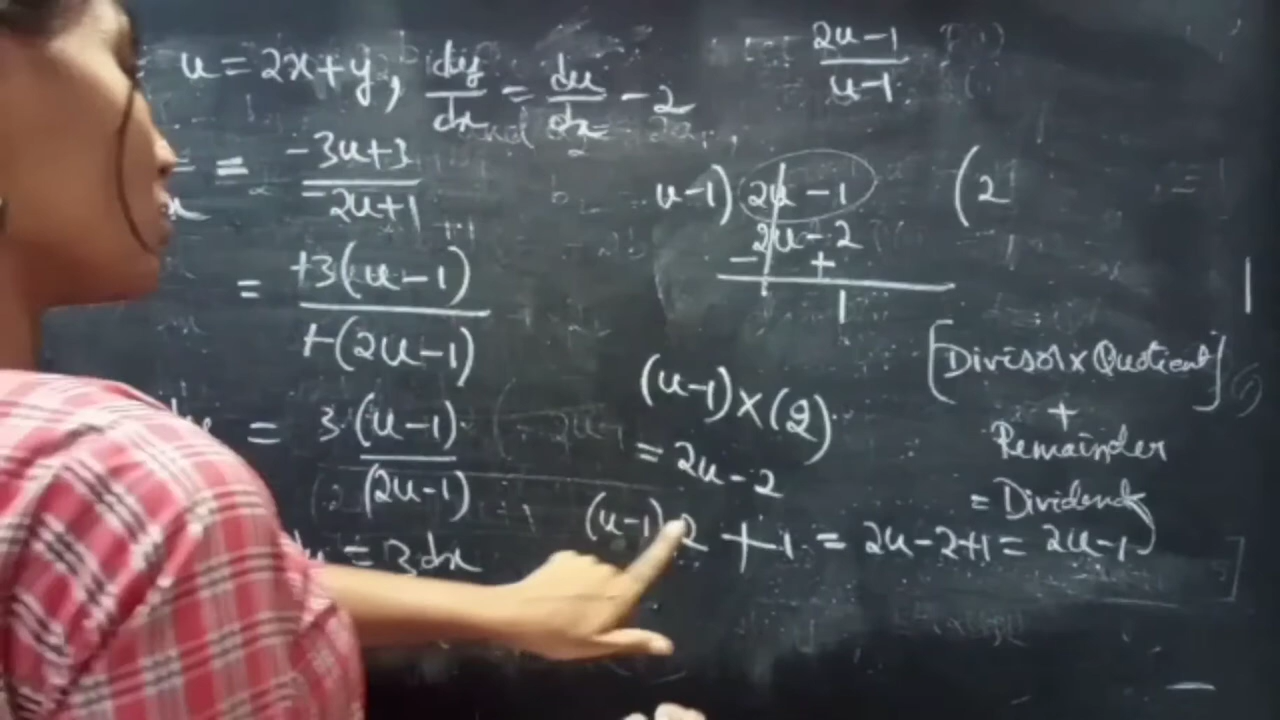 u = 2x+y, dy/dx = du/dx - 2
= -3u+3 / -2u+1
= +3(u-1) / +(2u-1)
= 3(u-1) / (2u-1)
= 3dx
2u-1 / u-1
u-1) 2u -1 (2
2u - 2
- +
1
(u-1)×(2)
= 2u-2
[Divisor x Quotient]
+
Remainder
= Dividend
(u-1) 2 + 1 = 2u-2+1 = 2u-1